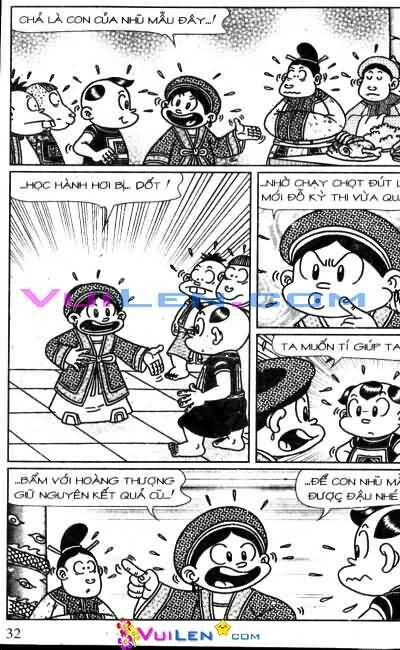 CHẢ LÀ CON CỦA NHŨ MẪU ĐÂY...!
...HỌC HÀNH HƠI BỊ... DỐT !
...NHỜ CHẠY CHỌT ĐÚT L
MỚI ĐỖ KỲ THI VỪA QUA
VUILEN.COM
TA MUỐN TÍ GIÚP TA
...BẨM VỚI HOÀNG THƯỢNG
GIỮ NGUYÊN KẾT QUẢ CŨ...!
...ĐỂ CON NHŨ MẪ
ĐƯỢC ĐẬU NHÉ
32
VUILEN.COM